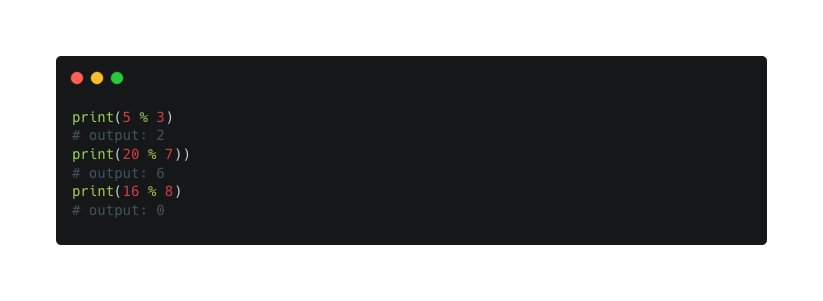 print(5 % 3)
# output: 2
print(20 % 7))
# output: 6
print(16 % 8)
# output: 0